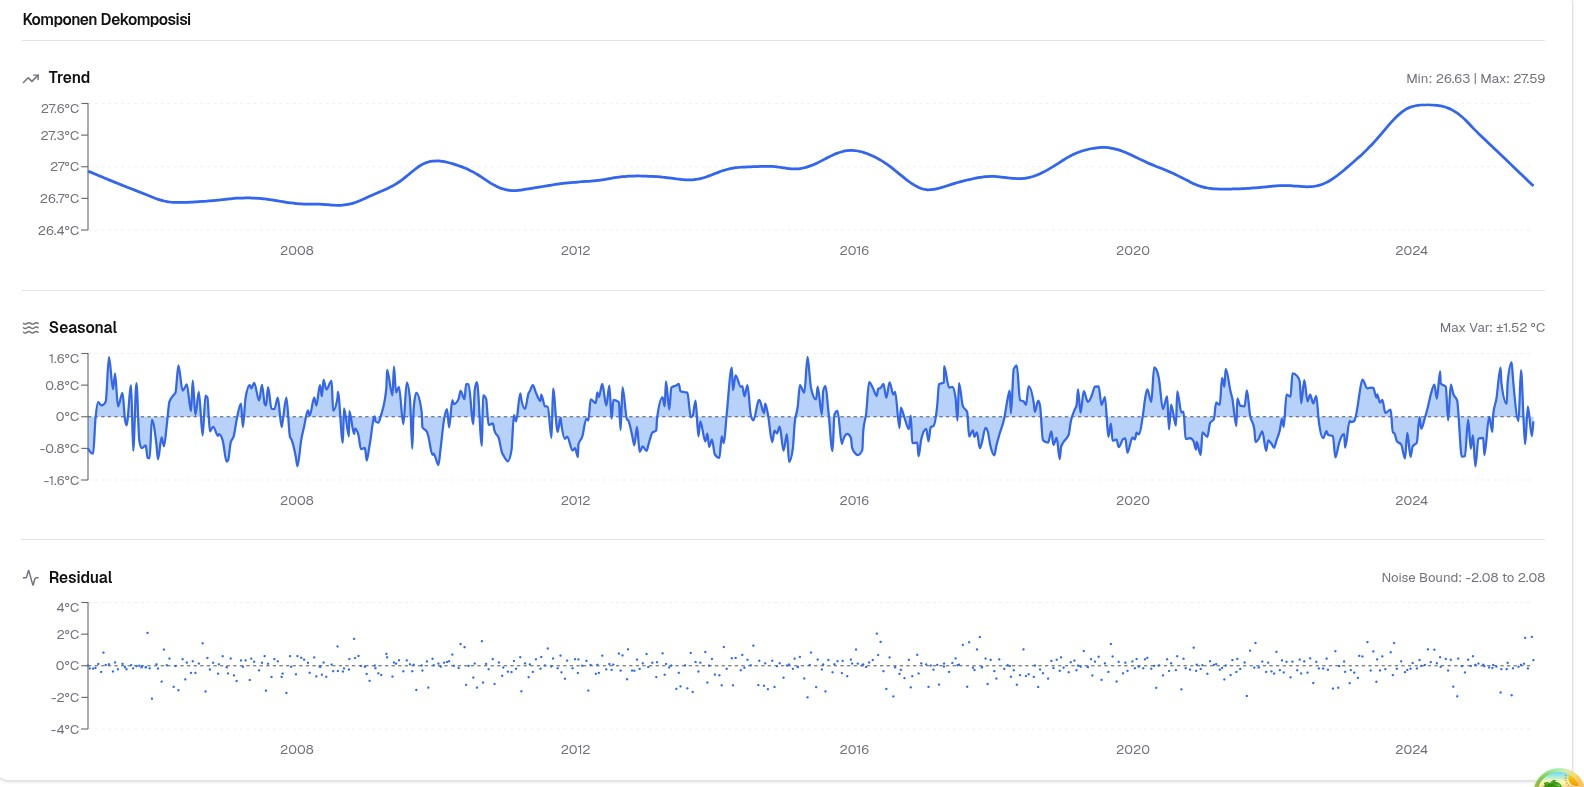 Komponen Dekomposisi
Trend
Min: 26.63 | Max: 27.59
27.6°C
27.3°C
27°C
26.7°C
26.4°C
2008 2012 2016 2020 2024
Seasonal
Max Var: ±1.52 °C
1.6°C
0.8°C
0°C
-0.8°C
-1.6°C
2008 2012 2016 2020 2024
Residual
Noise Bound: -2.08 to 2.08
4°C
2°C
0°C
-2°C
-4°C
2008 2012 2016 2020 2024